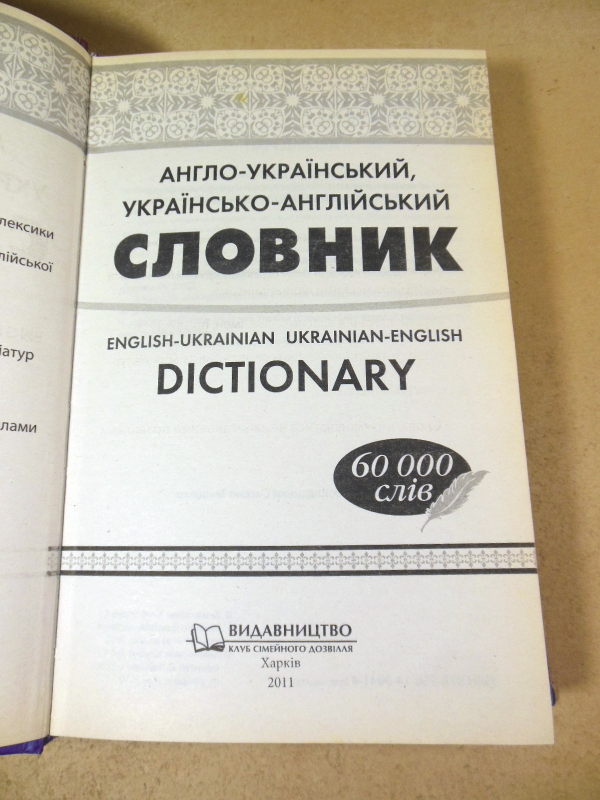 лексики
лійської
іатур
лами
АНГЛО-УКРАЇНСЬКИЙ,
УКРАЇНСЬКО-АНГЛІЙСЬКИЙ
СЛОВНИК
ENGLISH-UKRAINIAN UKRAINIAN-ENGLISH
DICTIONARY
60 000
слів
ВИДАВНИЦТВО
КЛУБ СІМЕЙНОГО ДОЗВІЛЛЯ
Харків
2011